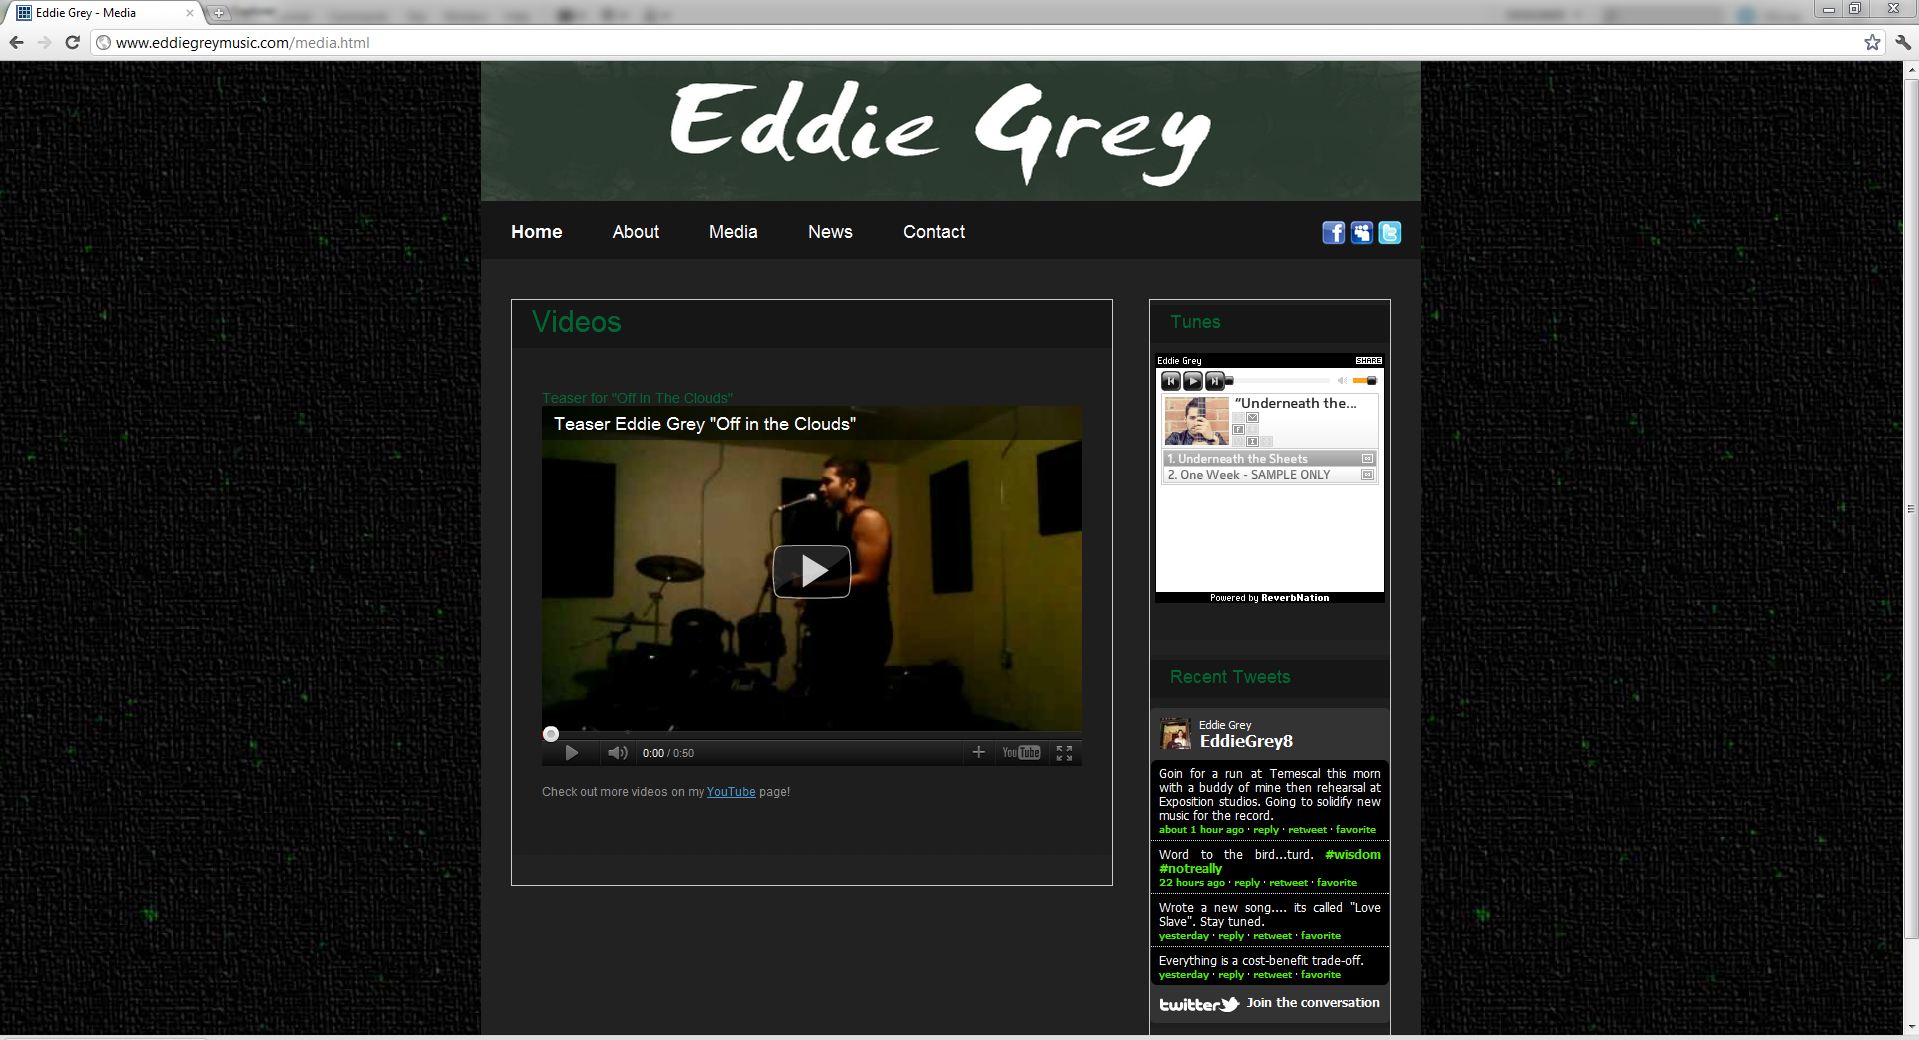 Eddie Grey - Media
www.eddiegreymusic.com/media.html
Eddie Grey
Home
About
Media
News
Contact
Videos
Teaser for "Off In The Clouds"
Teaser Eddie Grey "Off in the Clouds"
0:00 / 0:50
YouTube
Check out more videos on my YouTube page!
Tunes
Eddie Grey
SHARE
"Underneath the...
1. Underneath the Sheets
2. One Week - SAMPLE ONLY
Powered by ReverbNation
Recent Tweets
Eddie Grey
EddieGrey8
Goin for a run at Temescal this morn
with a buddy of mine then rehearsal at
Exposition studios. Going to solidify new
music for the record.
about 1 hour ago · reply · retweet · favorite
Word to the bird...turd. #wisdom
#notreally
22 hours ago · reply · retweet · favorite
Wrote a new song.... its called "Love
Slave". Stay tuned.
yesterday · reply · retweet · favorite
Everything is a cost-benefit trade-off.
yesterday · reply · retweet · favorite
twitter
Join the conversation